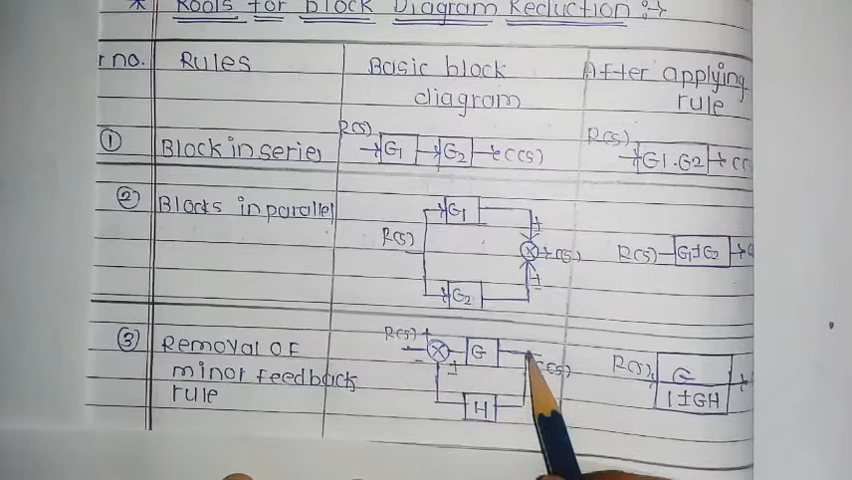 * Rools for Block Diagram Reduction :→
r no. Rules Basic block diagram After applying rule
① Block in series R(s) G1 G2 C(s) R(s) G1.G2 C(
② Blocks in parallel G1 ±
R(s) C(s) R(s) G1±G2
G2 ±
③ Removal of R(s) + G C(s) R(s) G
minor feedback ± 1±GH
rule H